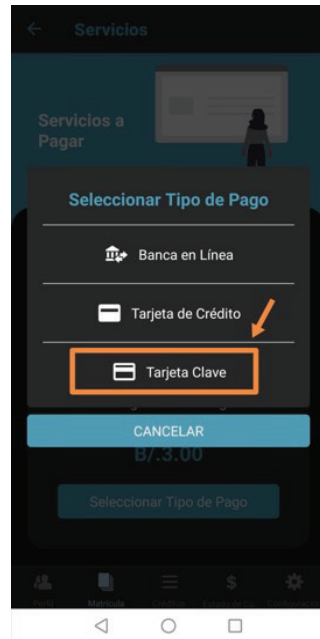 Servicios
Servicios a
Pagar
Seleccionar Tipo de Pago
Banca en Línea
Tarjeta de Crédito
Tarjeta Clave
CANCELAR
B/.3.00
Seleccionar Tipo de Pago
Perfil
Matrícula
Créditos